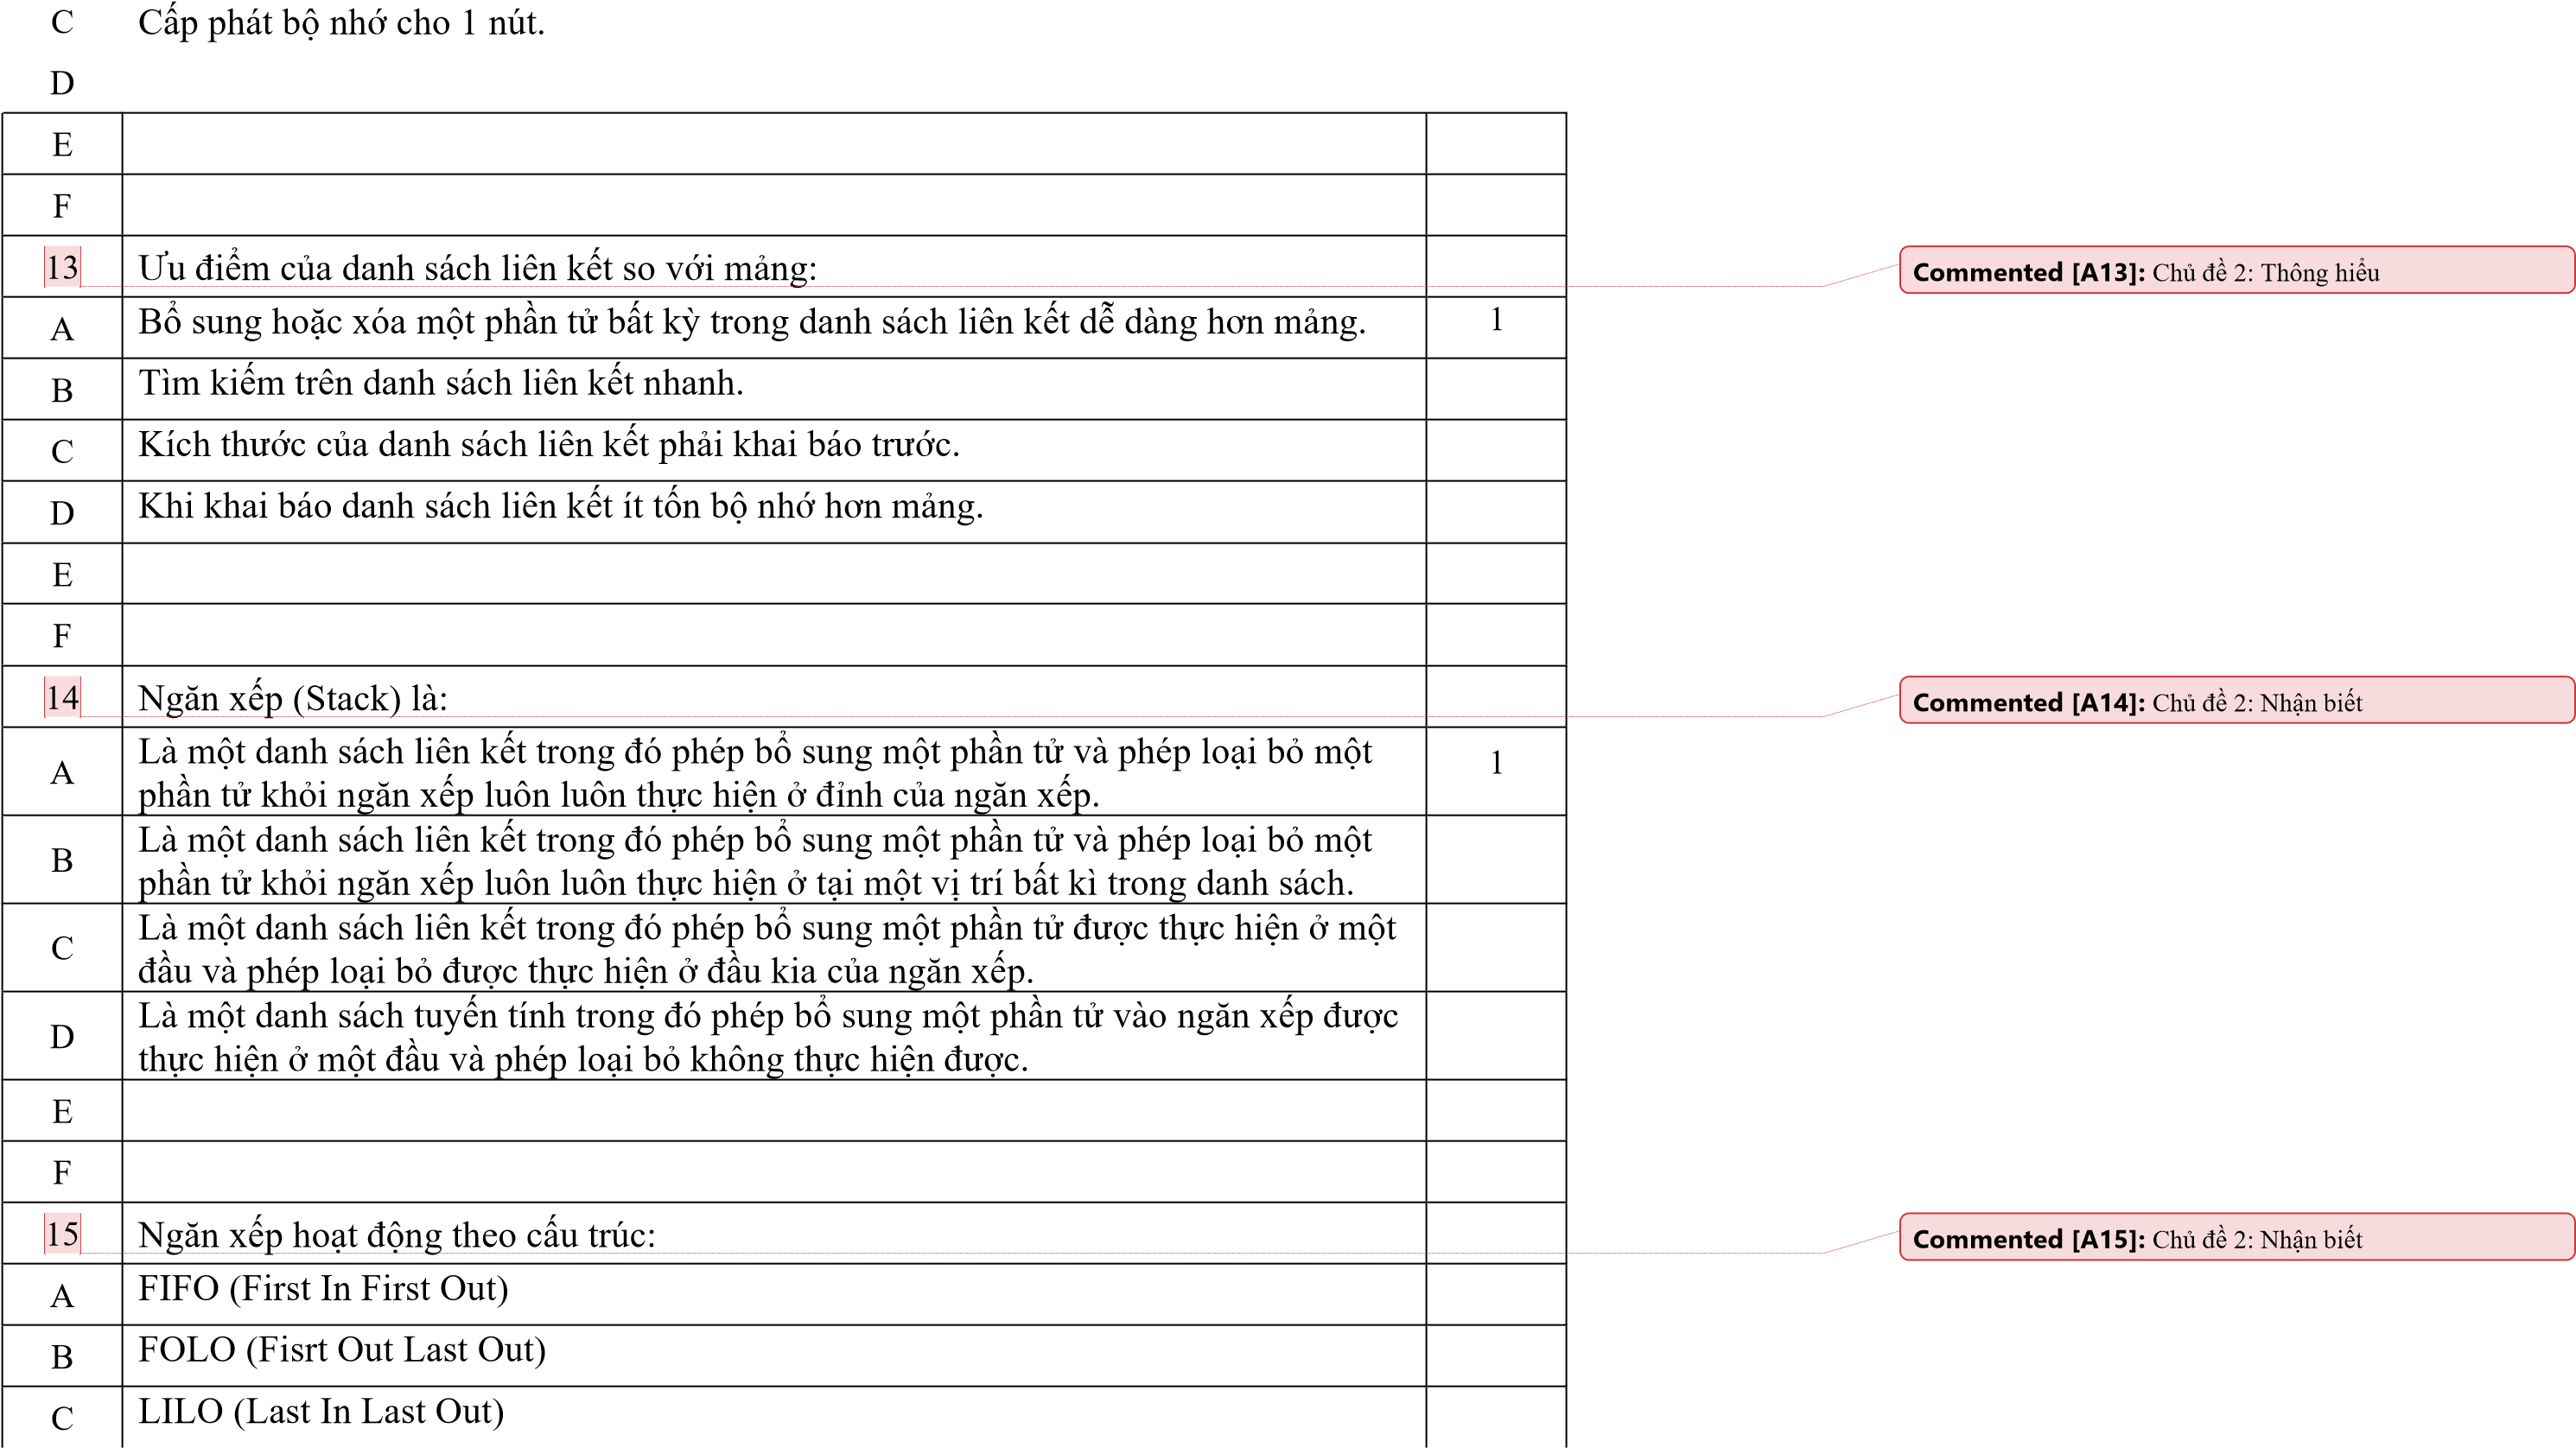 C Cấp phát bộ nhớ cho 1 nút.
D
E
F
13 Ưu điểm của danh sách liên kết so với mảng:
Commented [A13]: Chủ đề 2: Thông hiểu
A Bổ sung hoặc xóa một phần tử bất kỳ trong danh sách liên kết dễ dàng hơn mảng. 1
B Tìm kiếm trên danh sách liên kết nhanh.
C Kích thước của danh sách liên kết phải khai báo trước.
D Khi khai báo danh sách liên kết ít tốn bộ nhớ hơn mảng.
E
F
14 Ngăn xếp (Stack) là:
Commented [A14]: Chủ đề 2: Nhận biết
A Là một danh sách liên kết trong đó phép bổ sung một phần tử và phép loại bỏ một 1
phần tử khỏi ngăn xếp luôn luôn thực hiện ở đỉnh của ngăn xếp.
B Là một danh sách liên kết trong đó phép bổ sung một phần tử và phép loại bỏ một
phần tử khỏi ngăn xếp luôn luôn thực hiện ở tại một vị trí bất kì trong danh sách.
C Là một danh sách liên kết trong đó phép bổ sung một phần tử được thực hiện ở một
đầu và phép loại bỏ được thực hiện ở đầu kia của ngăn xếp.
D Là một danh sách tuyến tính trong đó phép bổ sung một phần tử vào ngăn xếp được
thực hiện ở một đầu và phép loại bỏ không thực hiện được.
E
F
15 Ngăn xếp hoạt động theo cấu trúc:
Commented [A15]: Chủ đề 2: Nhận biết
A FIFO (First In First Out)
B FOLO (Fisrt Out Last Out)
C LILO (Last In Last Out)